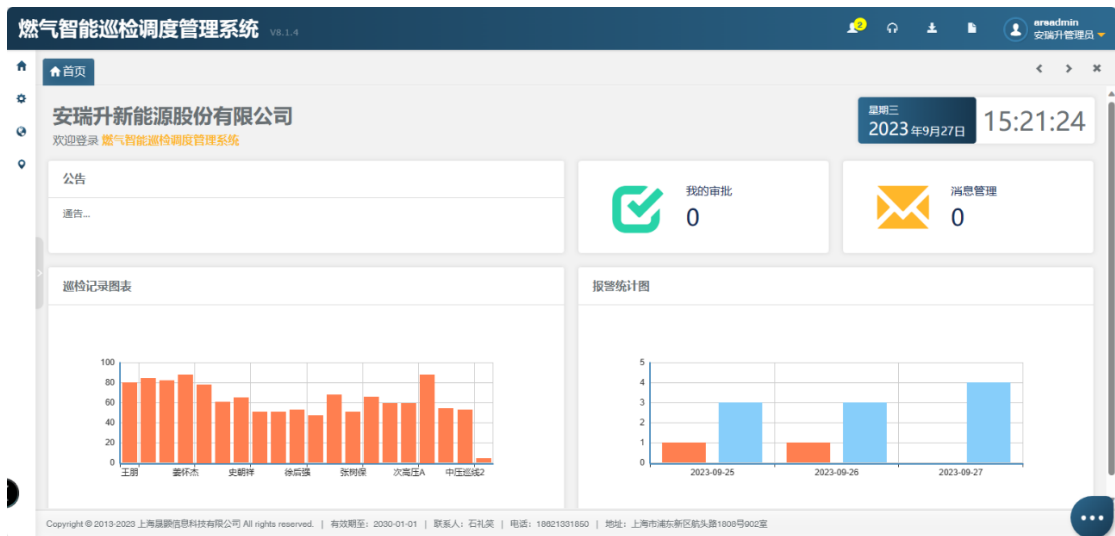 燃气智能巡检调度管理系统 V8.1.4
2
areadmin
安瑞升管理员
首页
安瑞升新能源股份有限公司
欢迎登录 燃气智能巡检调度管理系统
星期三
2023年9月27日
15:21:24
公告
通告...
我的审批
0
消息管理
0
巡检记录图表
100
80
60
40
20
0
王朋 姜怀杰 史朝祥 徐后强 张树保 次高压A 中压巡线2
报警统计图
5
4
3
2
1
0
2023-09-25 2023-09-26 2023-09-27
Copyright © 2013-2023 上海晟颢信息科技有限公司 All rights reserved. | 有效期至：2030-01-01 | 联系人：石礼笑 | 电话：18621331850 | 地址：上海市浦东新区航头路1808号902室